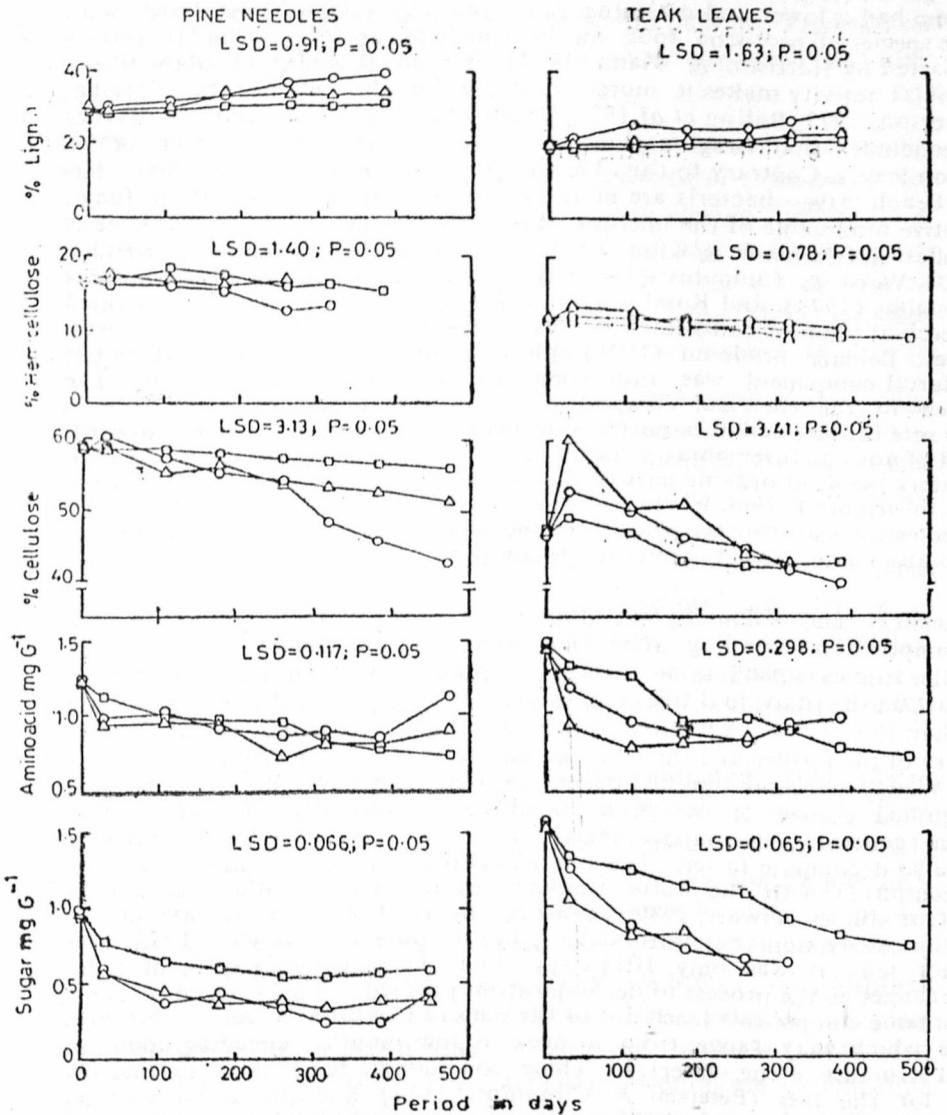 PINE NEEDLES
TEAK LEAVES
LSD=0.91; P=0.05
LSD=1.63, P=0.05
% Lignin
40
20
0
LSD=1.40; P=0.05
LSD=0.78; P=0.05
% Hemicellulose
20
10
0
LSD=3.13, P=0.05
LSD=3.41; P=0.05
% Cellulose
60
50
40
LSD=0.117; P=0.05
LSD=0.298; P=0.05
Aminoacid mg G⁻¹
1.5
1.0
0.5
LSD=0.066; P=0.05
LSD=0.065; P=0.05
Sugar mg G⁻¹
1.5
1.0
0.5
0
0 100 200 300 400 500
0 100 200 300 400 500
Period in days